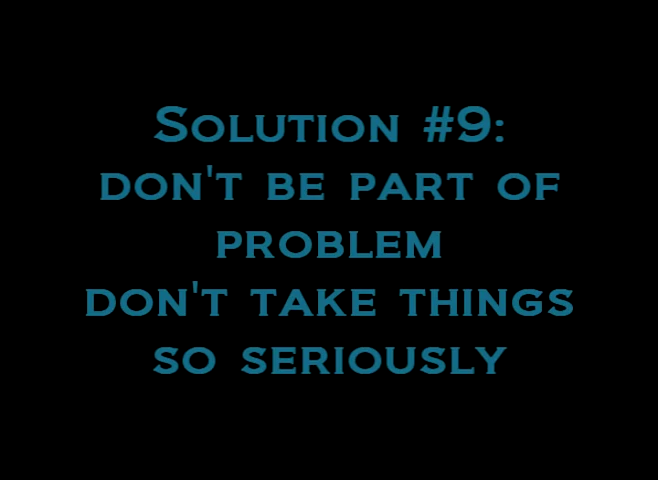 Solution #9:
don't be part of
problem
don't take things
so seriously